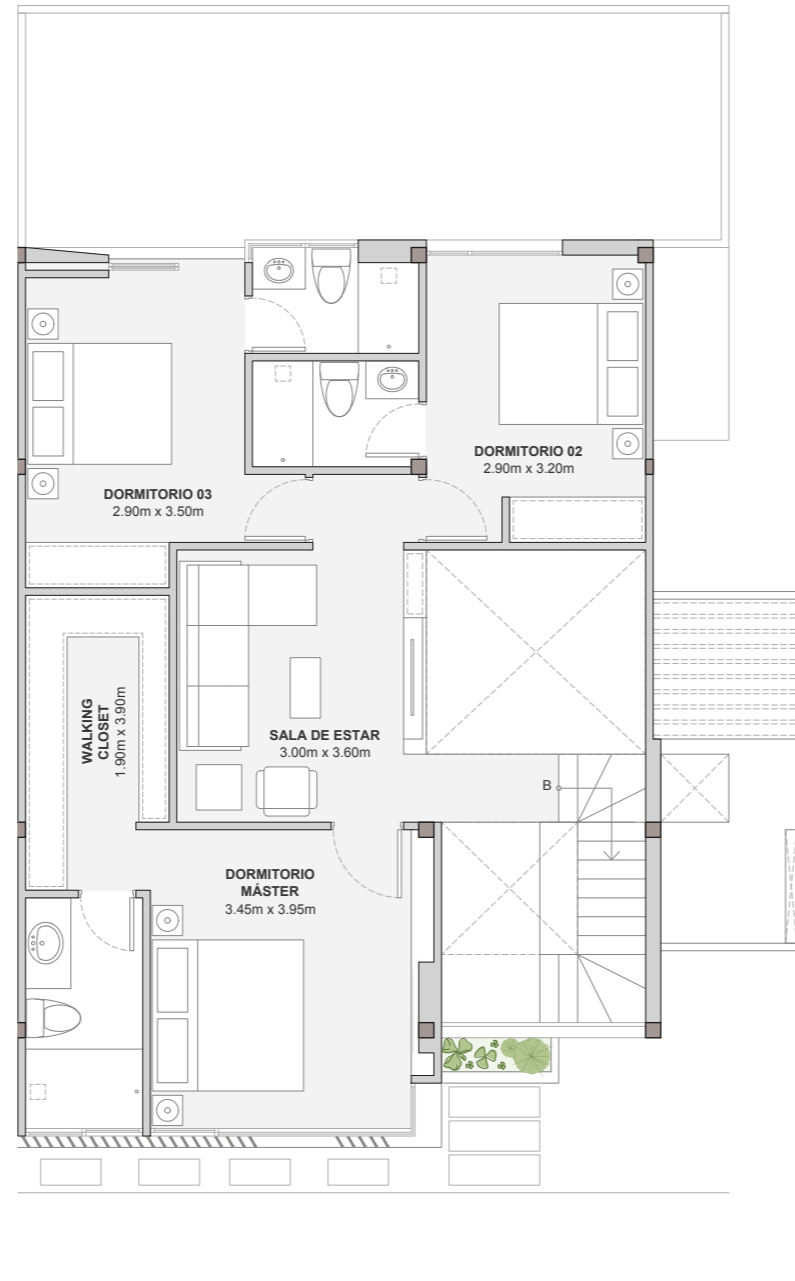 DORMITORIO 02
2.90m x 3.20m
DORMITORIO 03
2.90m x 3.50m
WALKING
CLOSET
1.90m x 3.90m
SALA DE ESTAR
3.00m x 3.60m
B
DORMITORIO
MÁSTER
3.45m x 3.95m